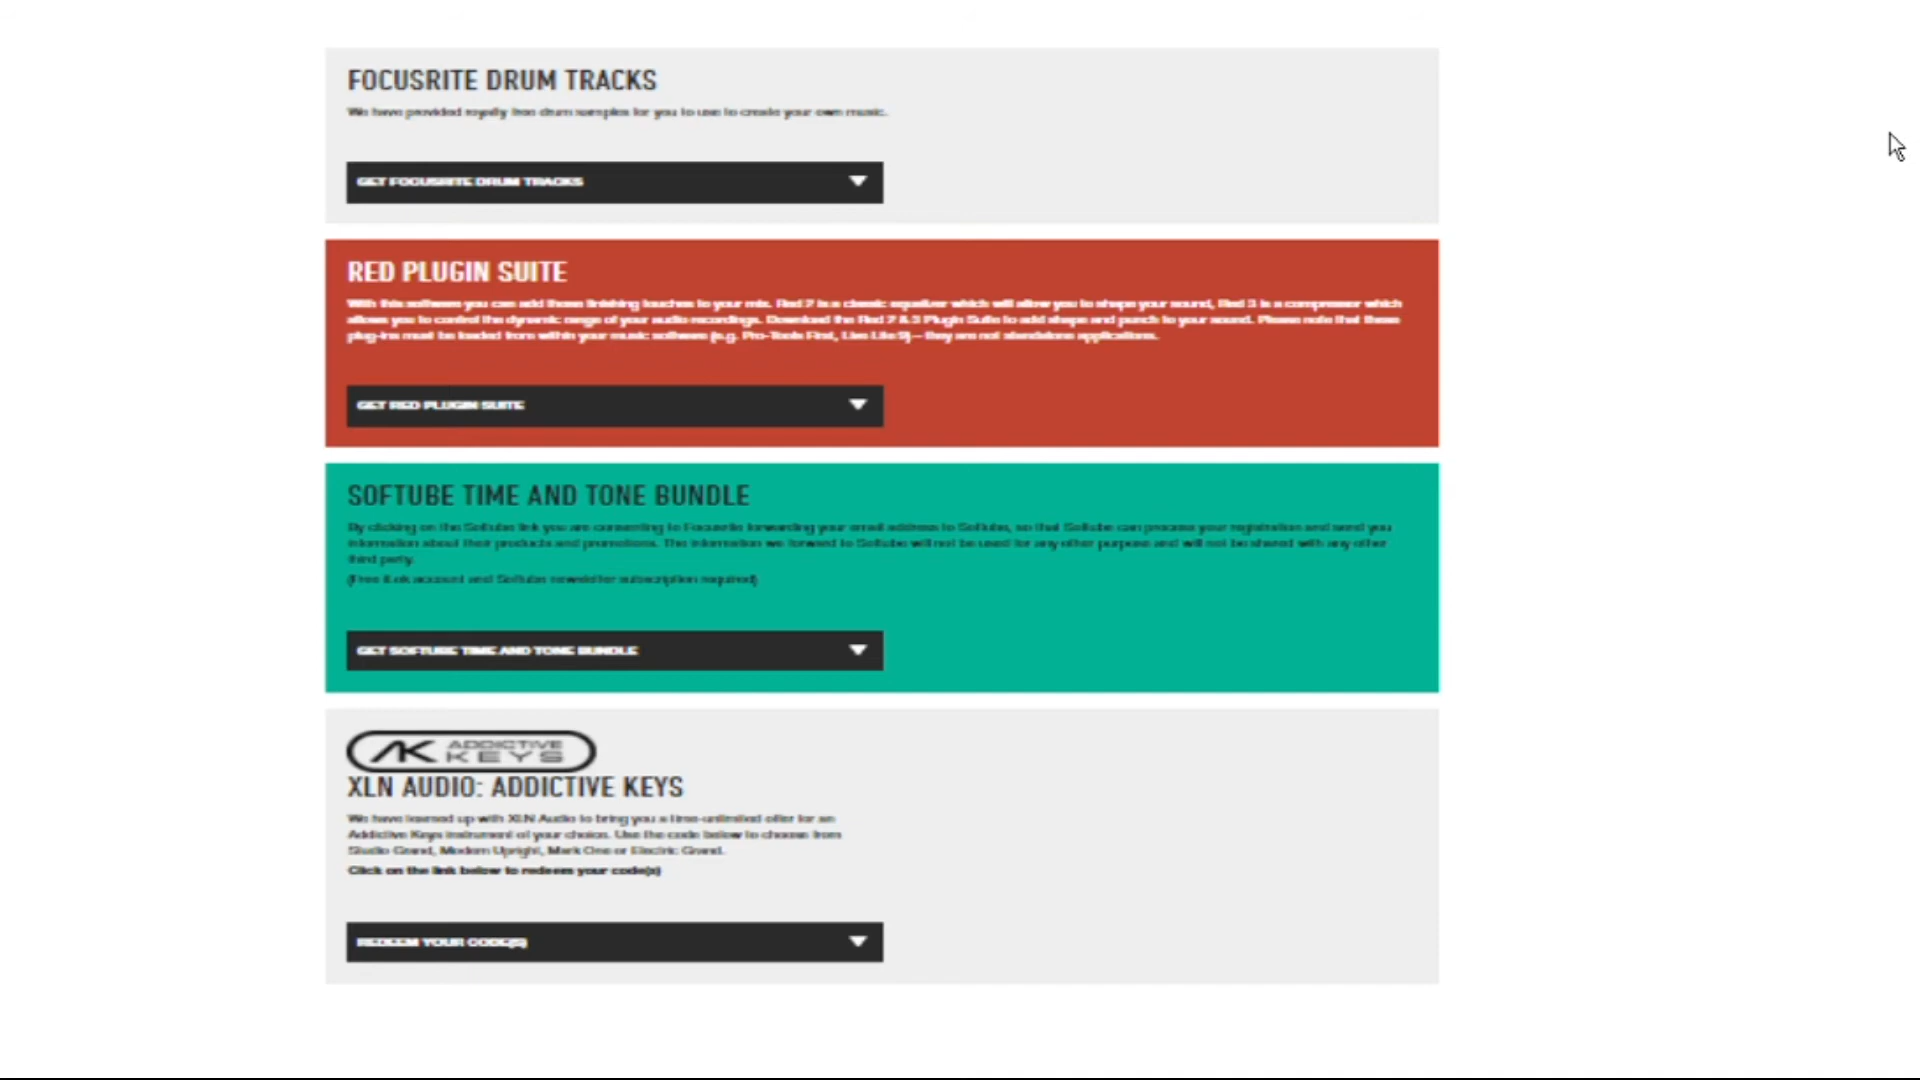 FOCUSRITE DRUM TRACKS
We have provided royalty free drum samples for you to use to create your own music.
GET FOCUSRITE DRUM TRACKS
RED PLUGIN SUITE
With this software you can add those finishing touches to your mix. Red 2 is a classic equaliser which will allow you to shape your sound, Red 3 is a compressor which
allows you to control the dynamic range of your audio recordings. Download the Red 2 & 3 Plugin Suite to add shape and punch to your sound. Please note that these
plug-ins must be loaded from within your music software (e.g. Pro-Tools First, Live Lite 9) – they are not standalone applications.
GET RED PLUGIN SUITE
SOFTUBE TIME AND TONE BUNDLE
By clicking on the Softube link you are consenting to Focusrite forwarding your email address to Softube, so that Softube can process your registration and send you
information about their products and promotions. The information we forward to Softube will not be used for any other purpose and will not be shared with any other
third party.
(Free iLok account and Softube newsletter subscription required)
GET SOFTUBE TIME AND TONE BUNDLE
AK ADDICTIVE
KEYS
XLN AUDIO: ADDICTIVE KEYS
We have teamed up with XLN Audio to bring you a time-unlimited offer for an
Addictive Keys instrument of your choice. Use the code below to choose from
Studio Grand, Modern Upright, Mark One or Electric Grand.
Click on the link below to redeem your code(s)
REDEEM YOUR CODE(S)